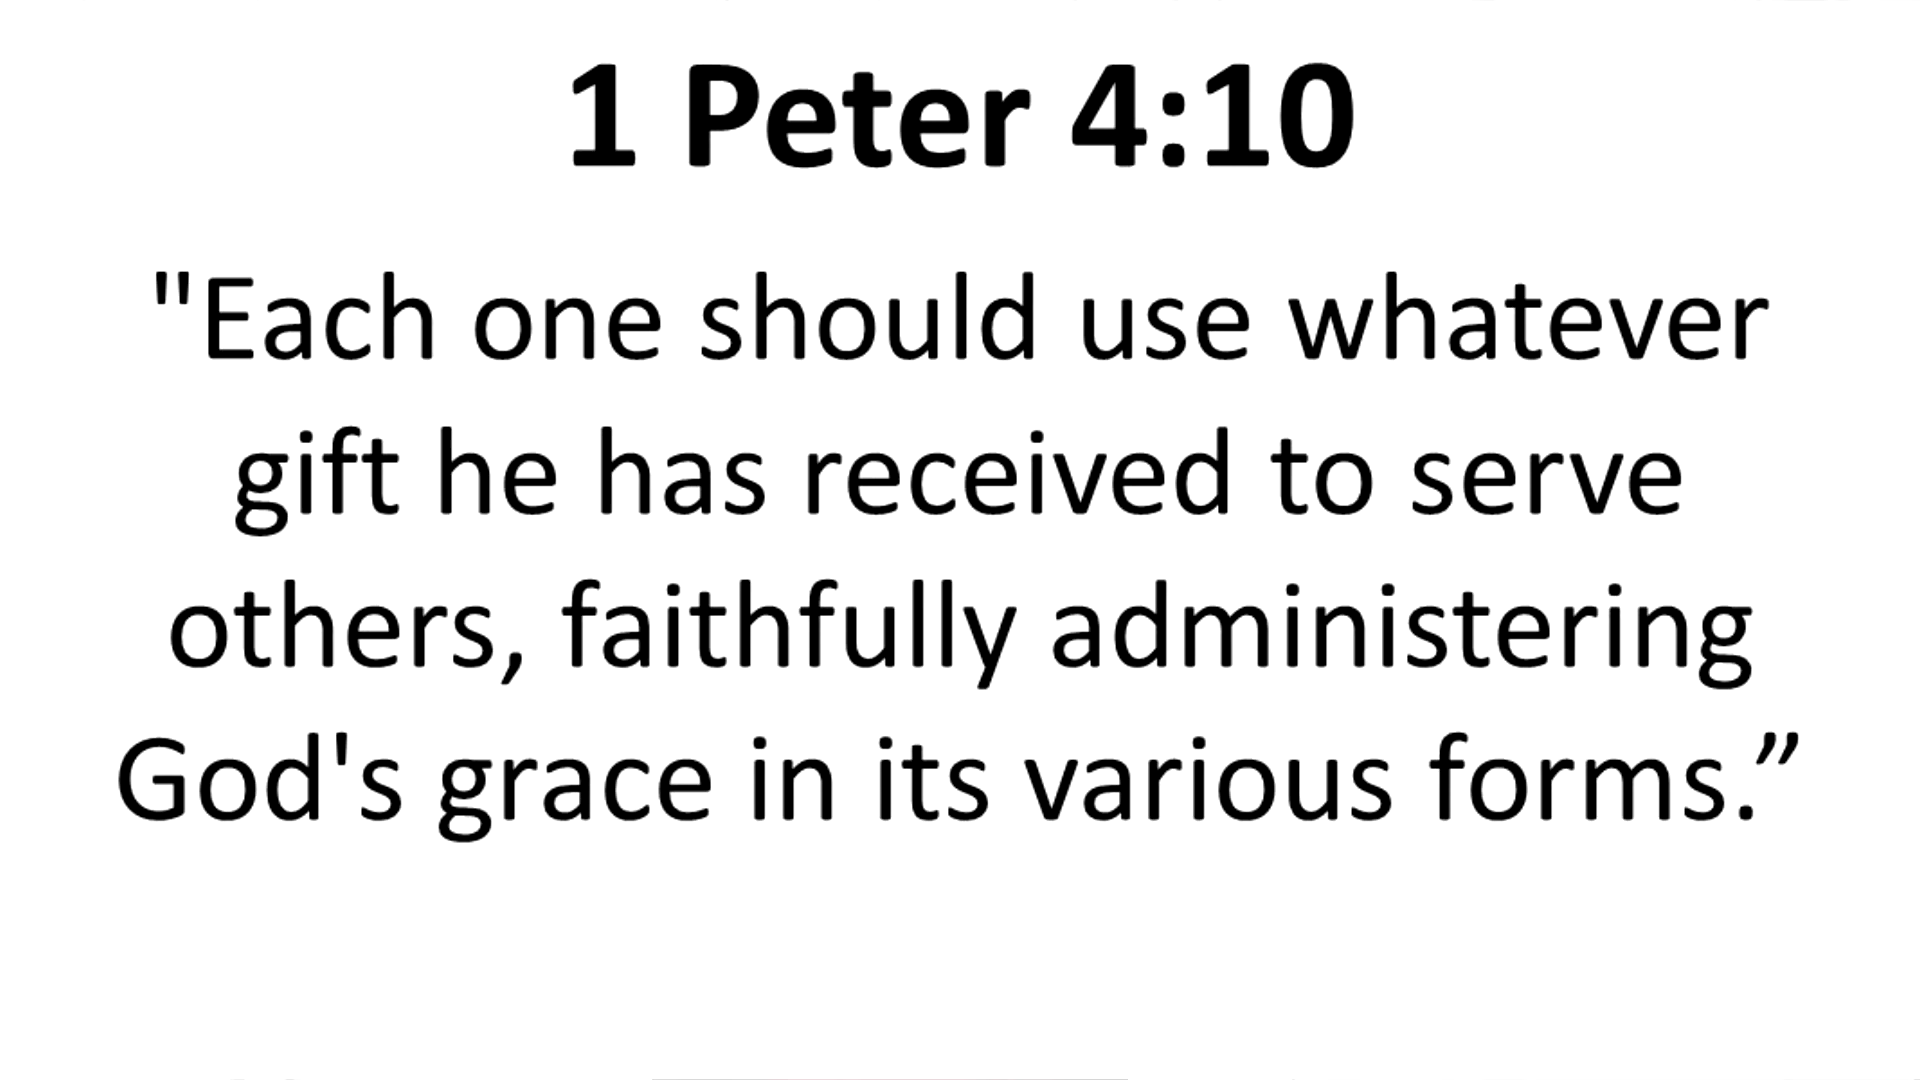 1 Peter 4:10
"Each one should use whatever
gift he has received to serve
others, faithfully administering
God's grace in its various forms.”